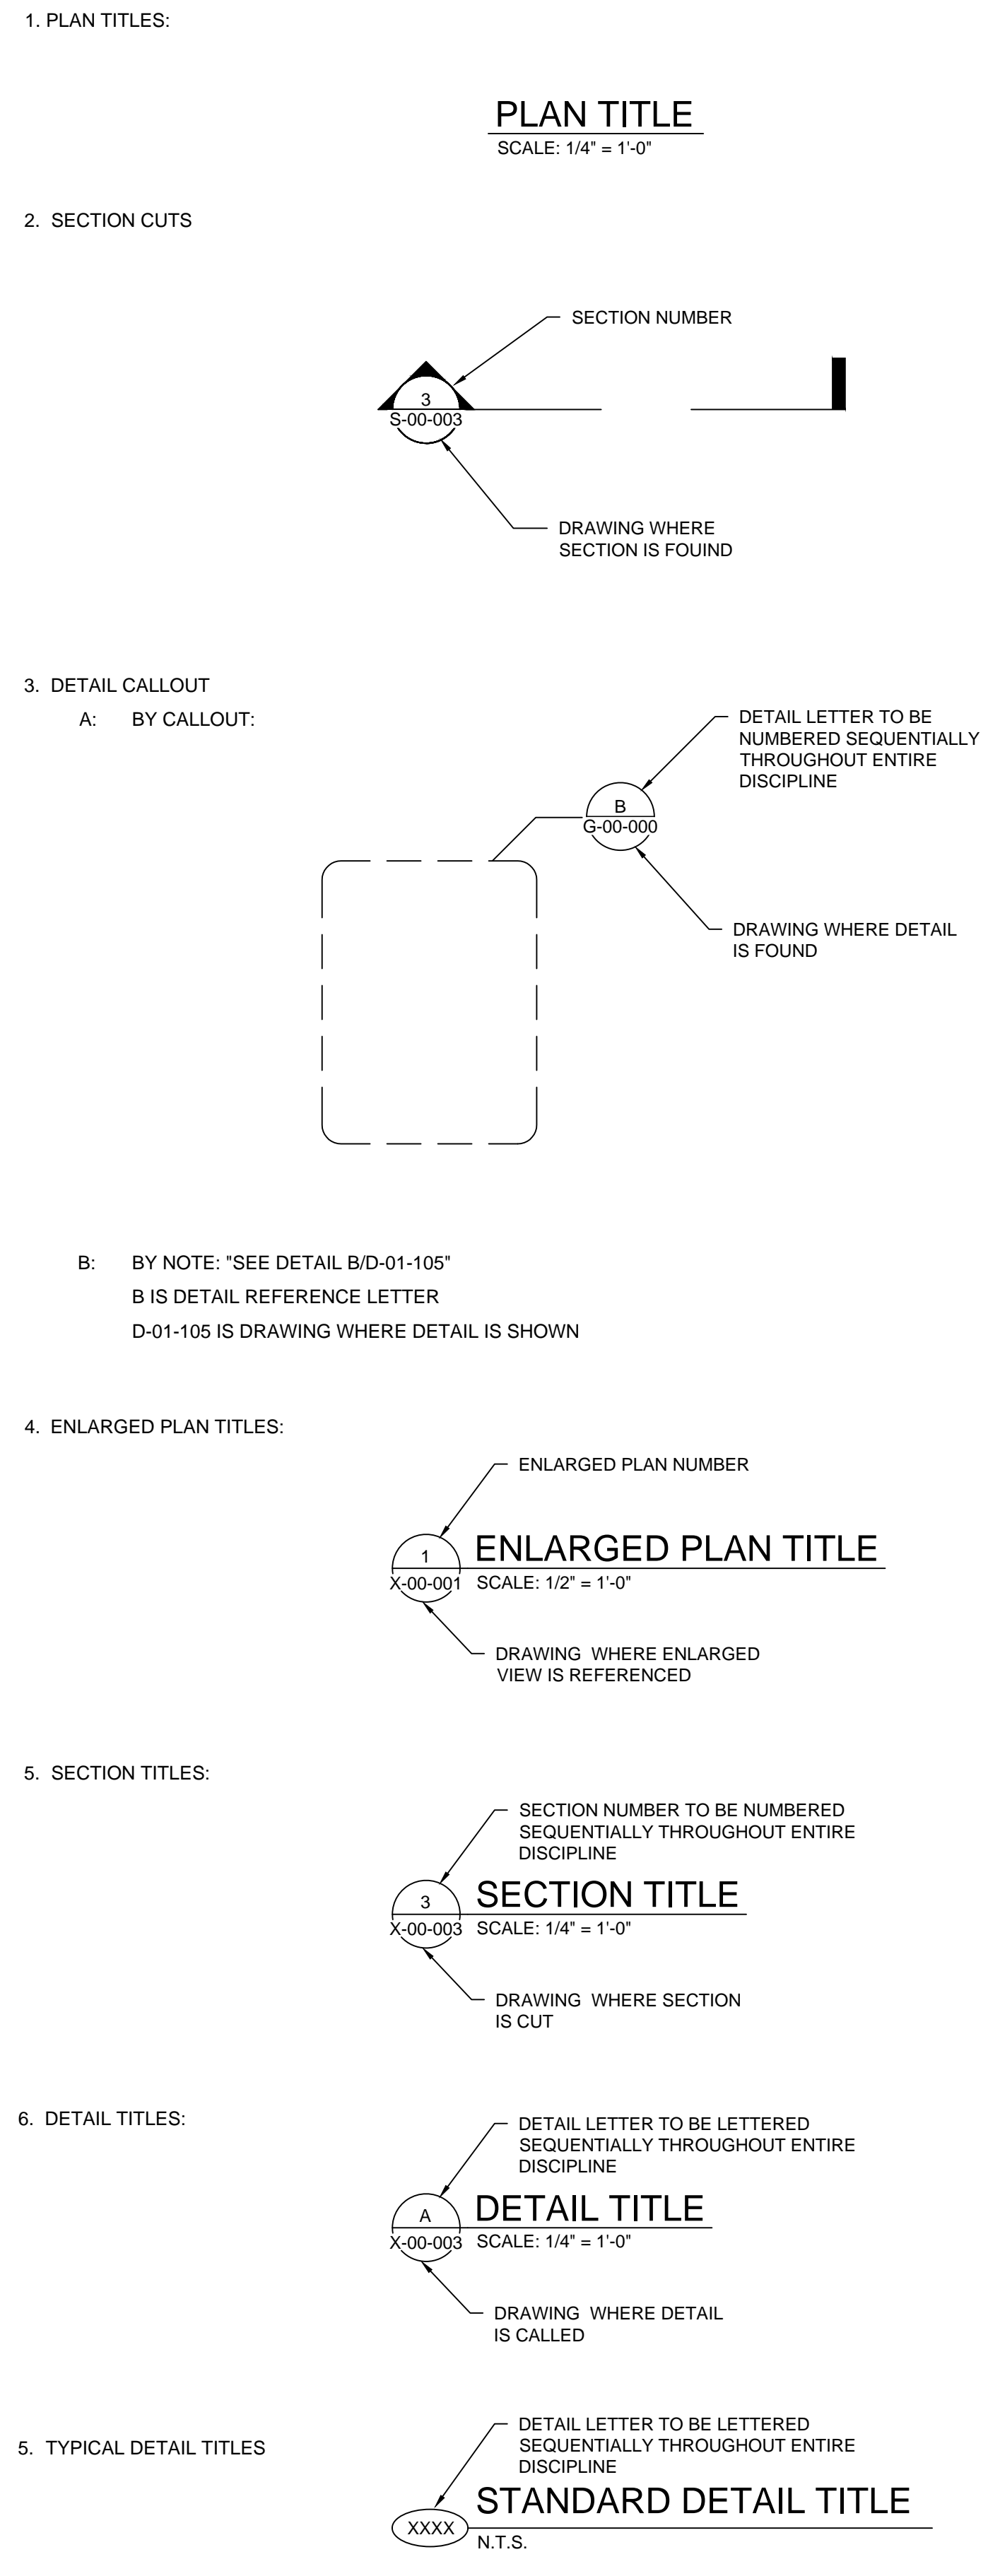 1. PLAN TITLES:
PLAN TITLE
SCALE: 1/4" = 1'-0"
2. SECTION CUTS
SECTION NUMBER
3
S-00-003
DRAWING WHERE
SECTION IS FOUIND
3. DETAIL CALLOUT
A: BY CALLOUT:
DETAIL LETTER TO BE
NUMBERED SEQUENTIALLY
THROUGHOUT ENTIRE
DISCIPLINE
B
G-00-000
DRAWING WHERE DETAIL
IS FOUND
B: BY NOTE: "SEE DETAIL B/D-01-105"
B IS DETAIL REFERENCE LETTER
D-01-105 IS DRAWING WHERE DETAIL IS SHOWN
4. ENLARGED PLAN TITLES:
ENLARGED PLAN NUMBER
1
ENLARGED PLAN TITLE
X-00-001
SCALE: 1/2" = 1'-0"
DRAWING WHERE ENLARGED
VIEW IS REFERENCED
5. SECTION TITLES:
SECTION NUMBER TO BE NUMBERED
SEQUENTIALLY THROUGHOUT ENTIRE
DISCIPLINE
3
SECTION TITLE
X-00-003
SCALE: 1/4" = 1'-0"
DRAWING WHERE SECTION
IS CUT
6. DETAIL TITLES:
DETAIL LETTER TO BE LETTERED
SEQUENTIALLY THROUGHOUT ENTIRE
DISCIPLINE
A
DETAIL TITLE
X-00-003
SCALE: 1/4" = 1'-0"
DRAWING WHERE DETAIL
IS CALLED
5. TYPICAL DETAIL TITLES
DETAIL LETTER TO BE LETTERED
SEQUENTIALLY THROUGHOUT ENTIRE
DISCIPLINE
STANDARD DETAIL TITLE
XXXX
N.T.S.